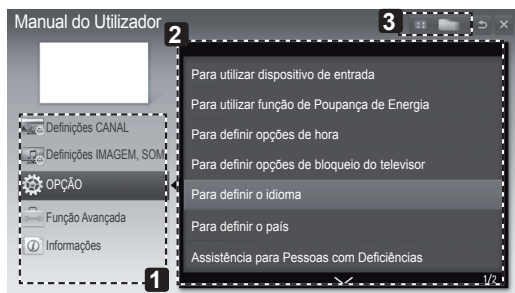 Manual do Utilizador
3
2
Para utilizar dispositivo de entrada
Para utilizar função de Poupança de Energia
Para definir opções de hora
Para definir opções de bloqueio do televisor
Para definir o idioma
Para definir o país
Assistência para Pessoas com Deficiências
1/2
Definições CANAL
Definições IMAGEM, SOM
OPÇÃO
Função Avançada
Informações
1